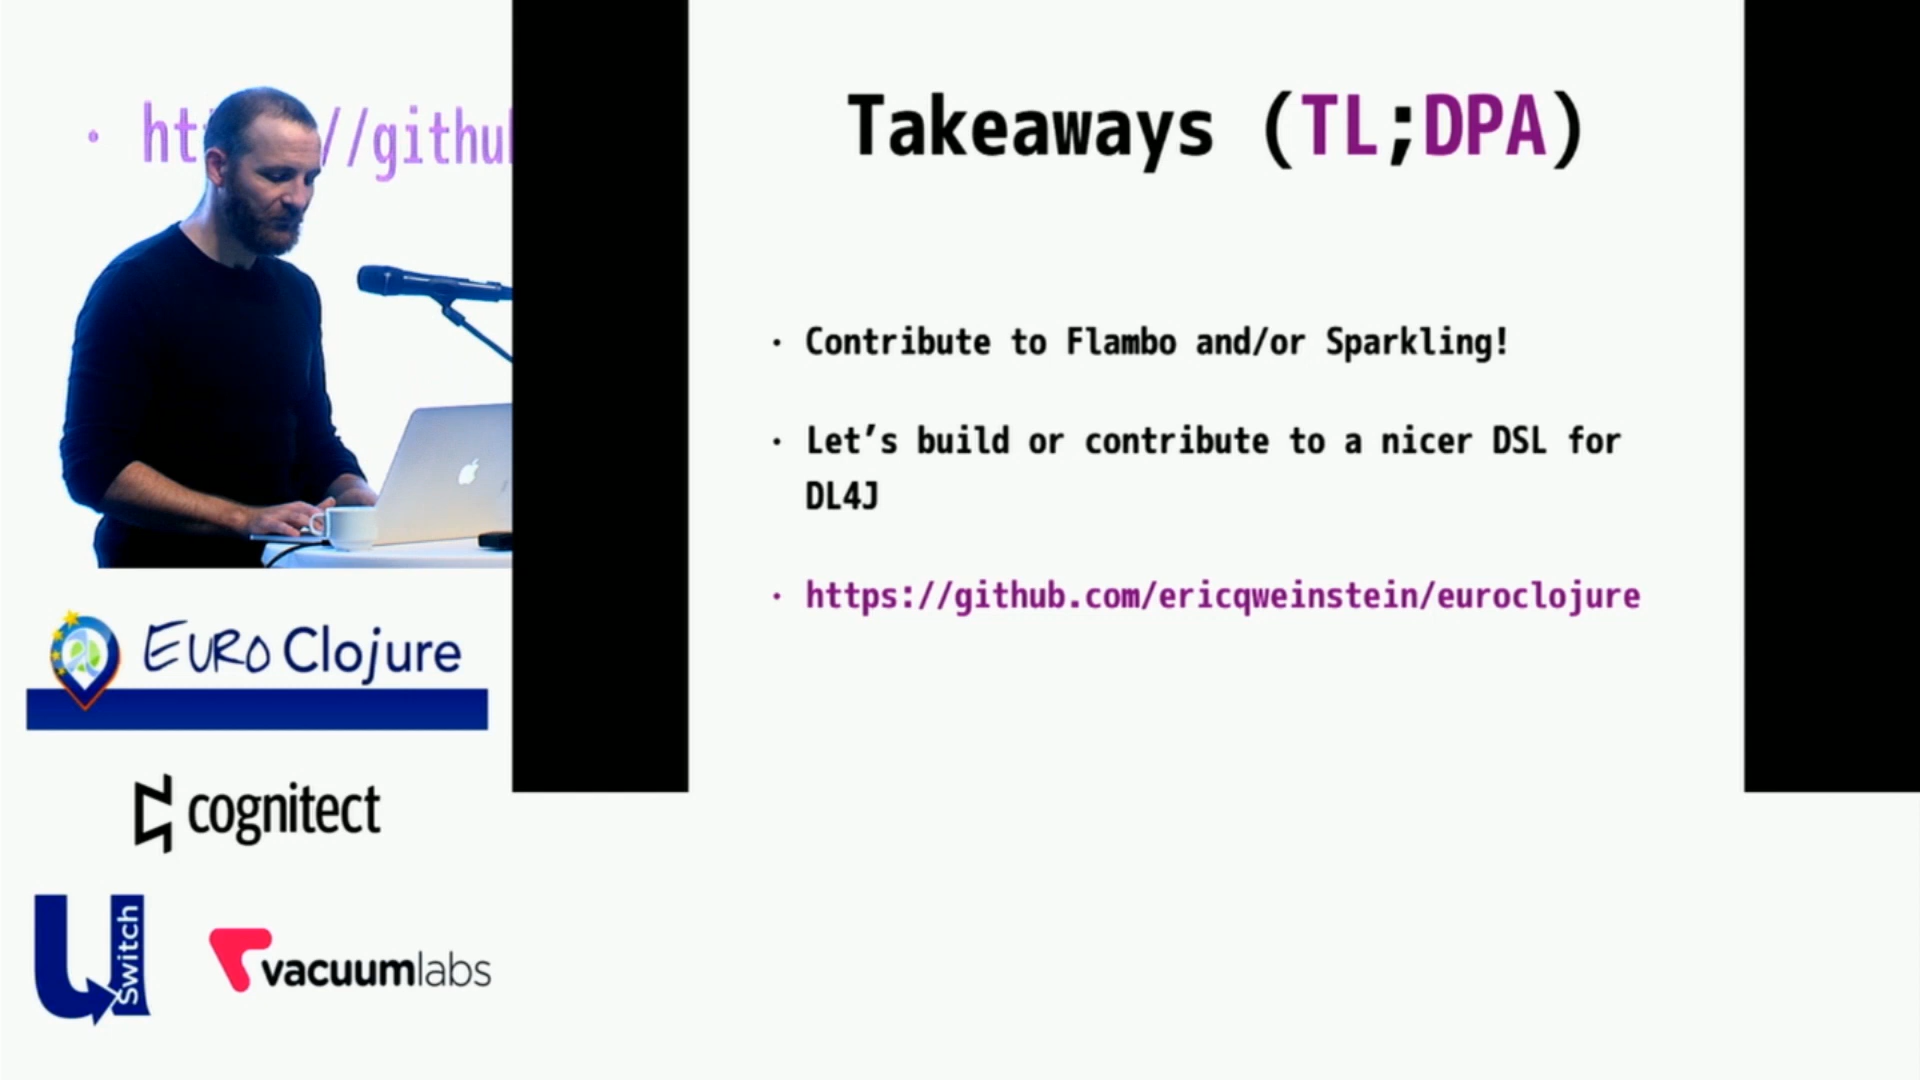 · ht //githu
Takeaways (TL;DPA)
· Contribute to Flambo and/or Sparkling!
· Let’s build or contribute to a nicer DSL for
DL4J
· https://github.com/ericqweinstein/euroclojure
EURO Clojure
cognitect
U Switch
vacuumlabs